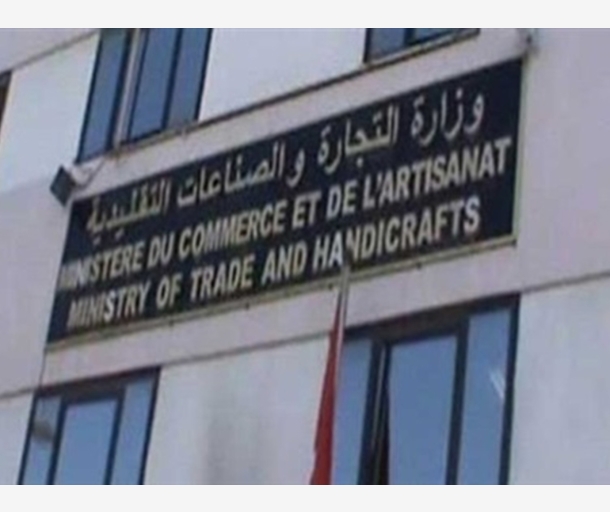 وزارة التجارة و الصناعات التقليدية
MINISTERE DU COMMERCE ET DE L'ARTISANAT
MINISTRY OF TRADE AND HANDICRAFTS